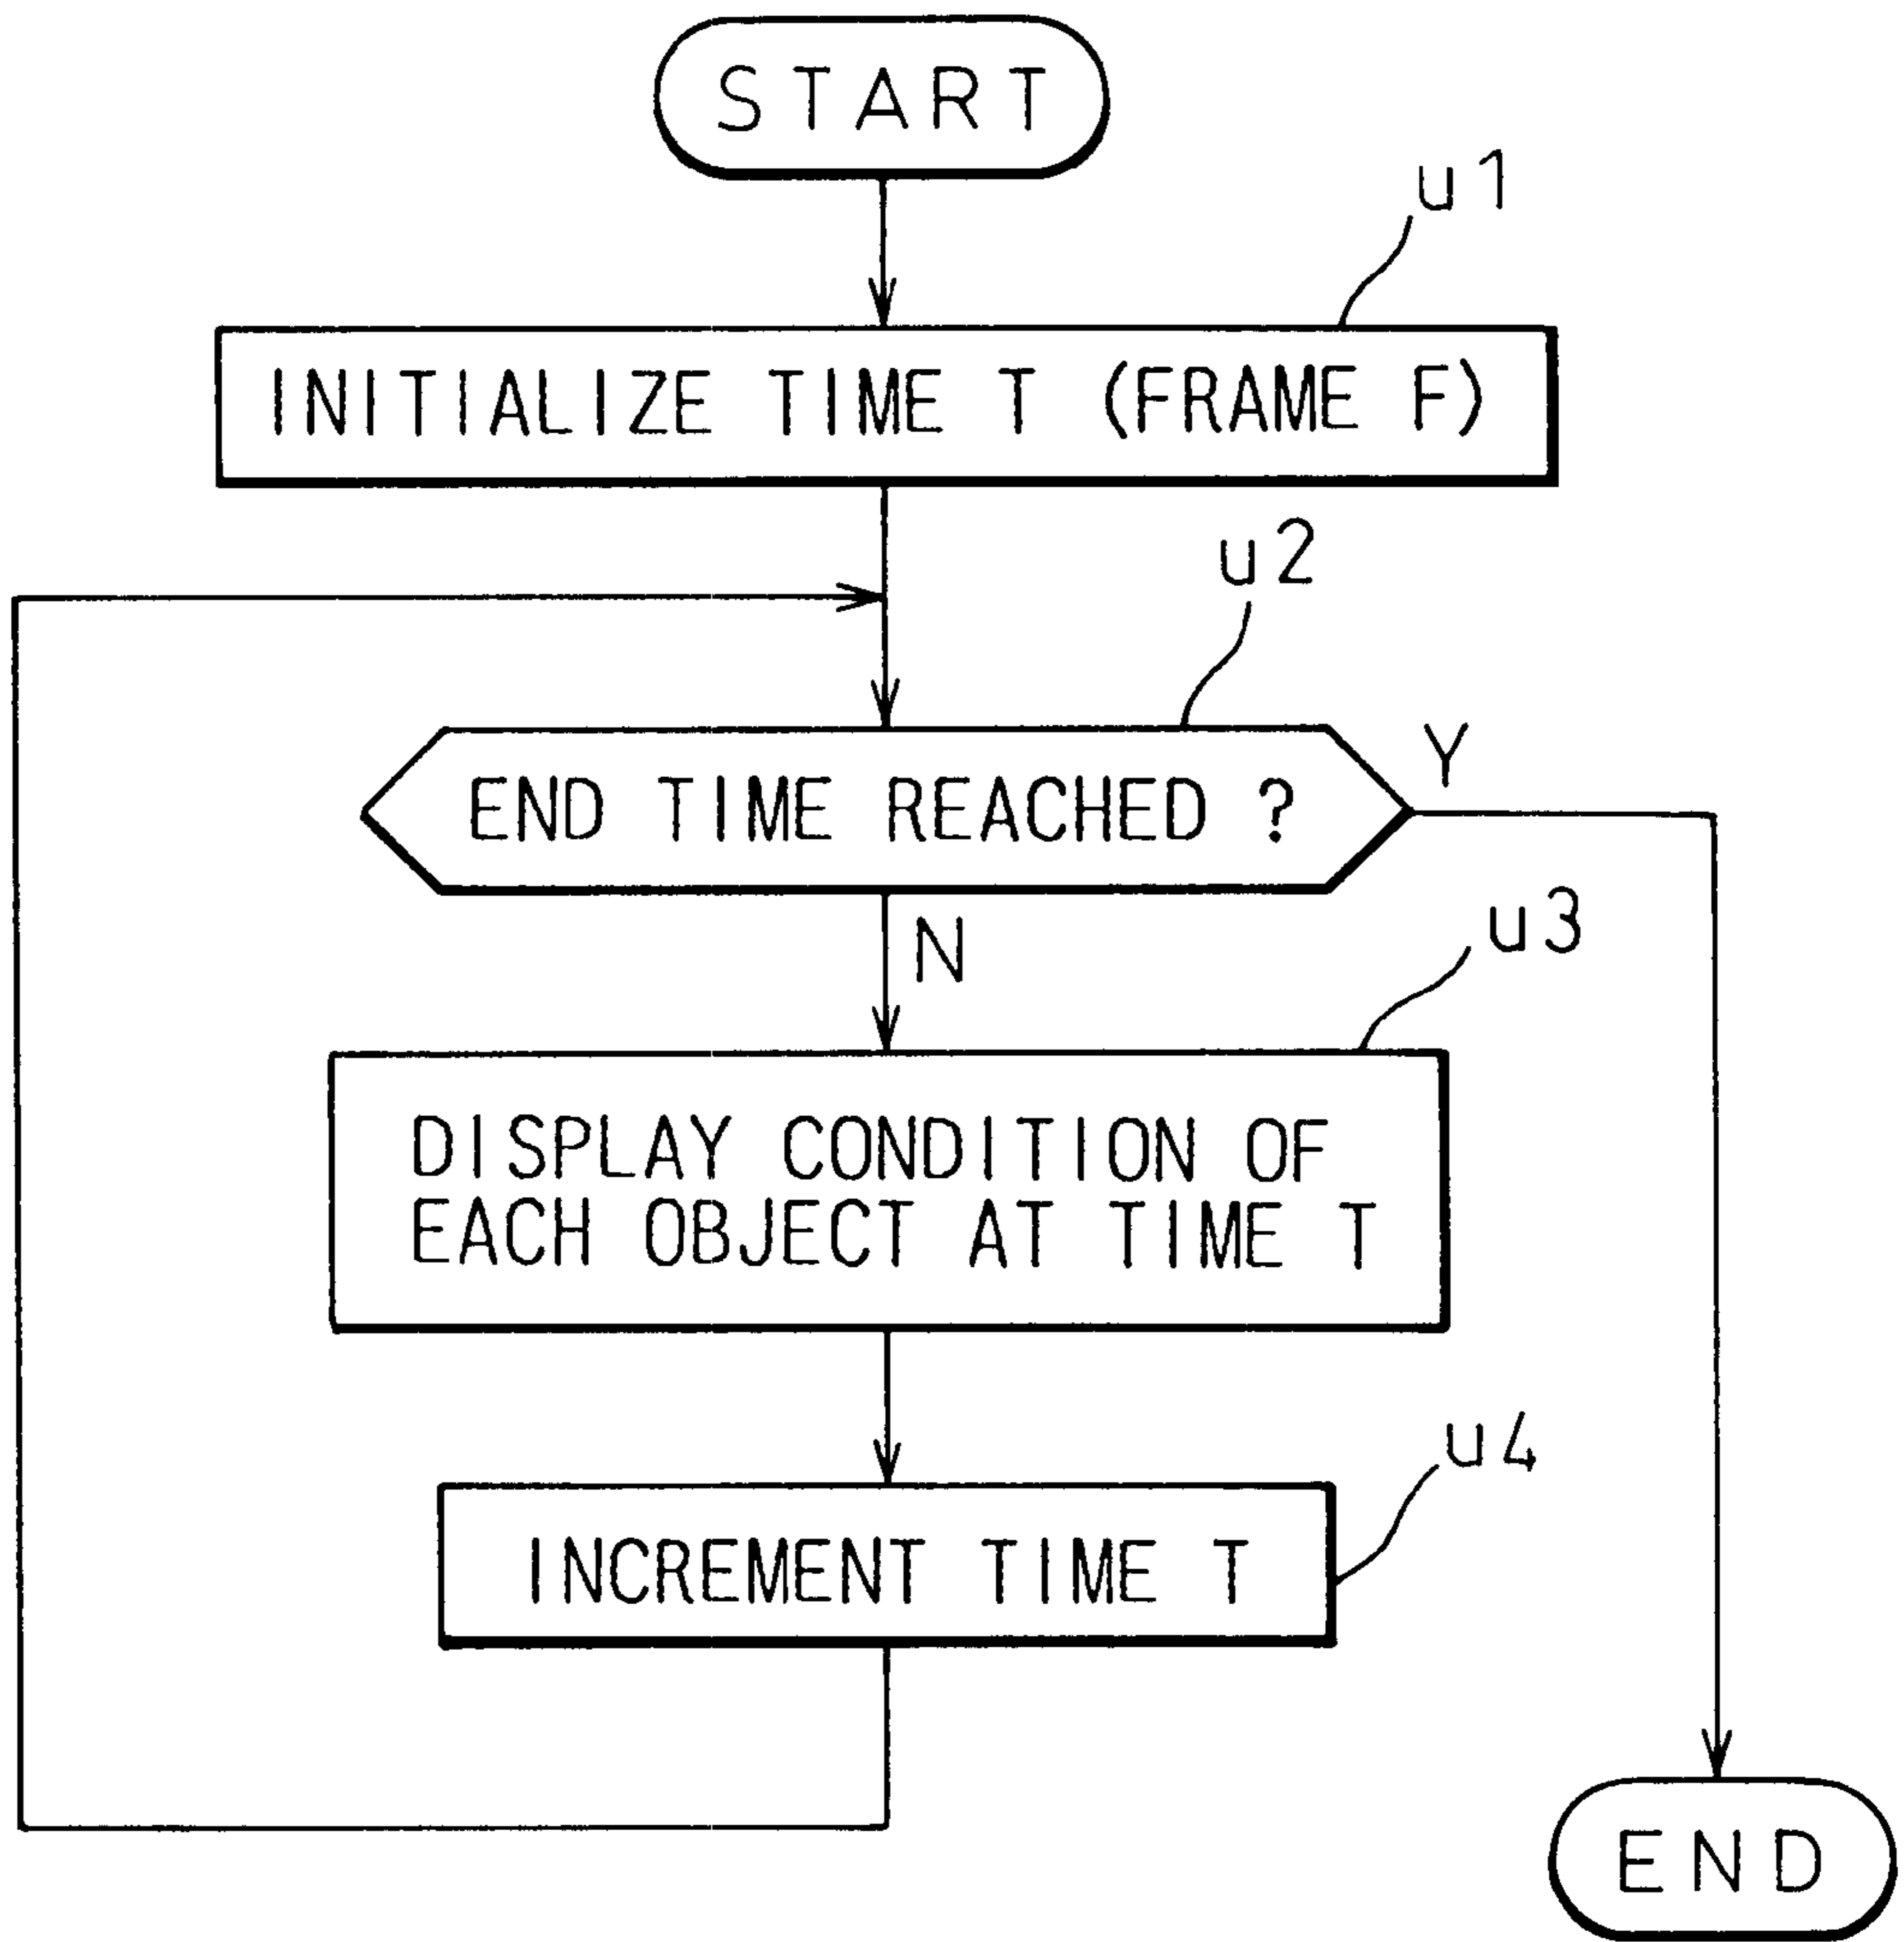 START
u1
INITIALIZE TIME T (FRAME F)
u2
END TIME REACHED ?
Y
N
u3
DISPLAY CONDITION OF
EACH OBJECT AT TIME T
u4
INCREMENT TIME T
END